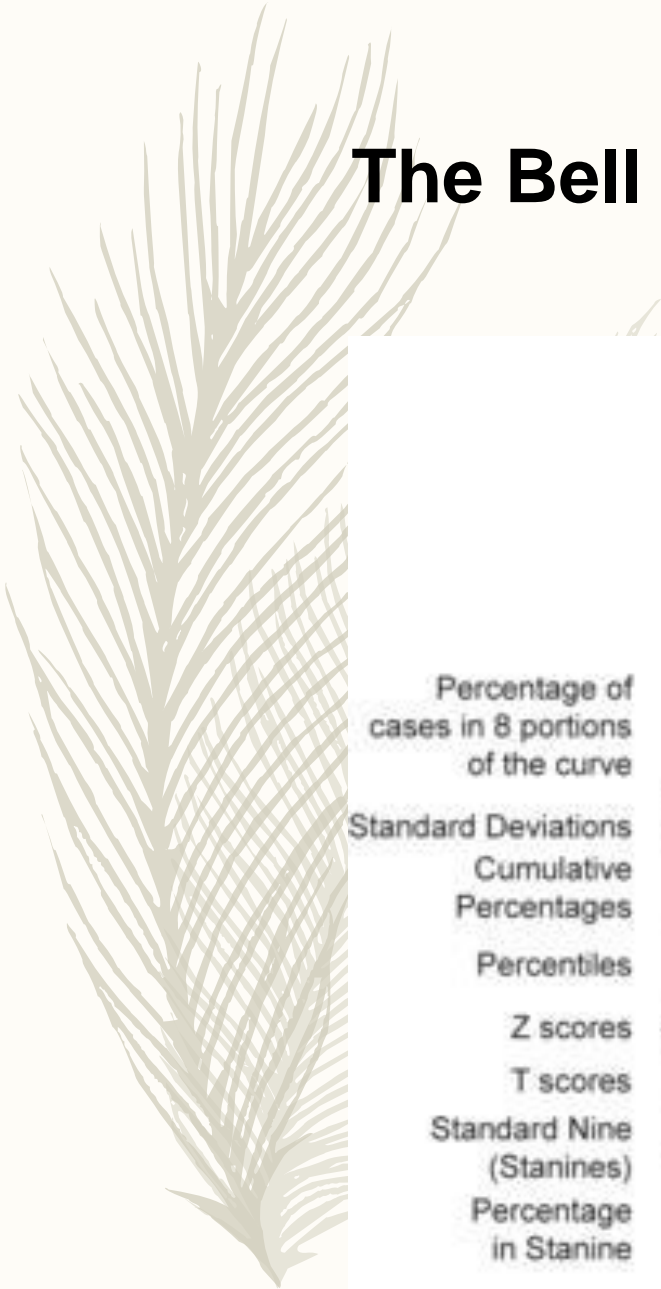 The Bell
Percentage of
cases in 8 portions
of the curve
Standard Deviations
Cumulative
Percentages
Percentiles
Z scores
T scores
Standard Nine
(Stanines)
Percentage
in Stanine